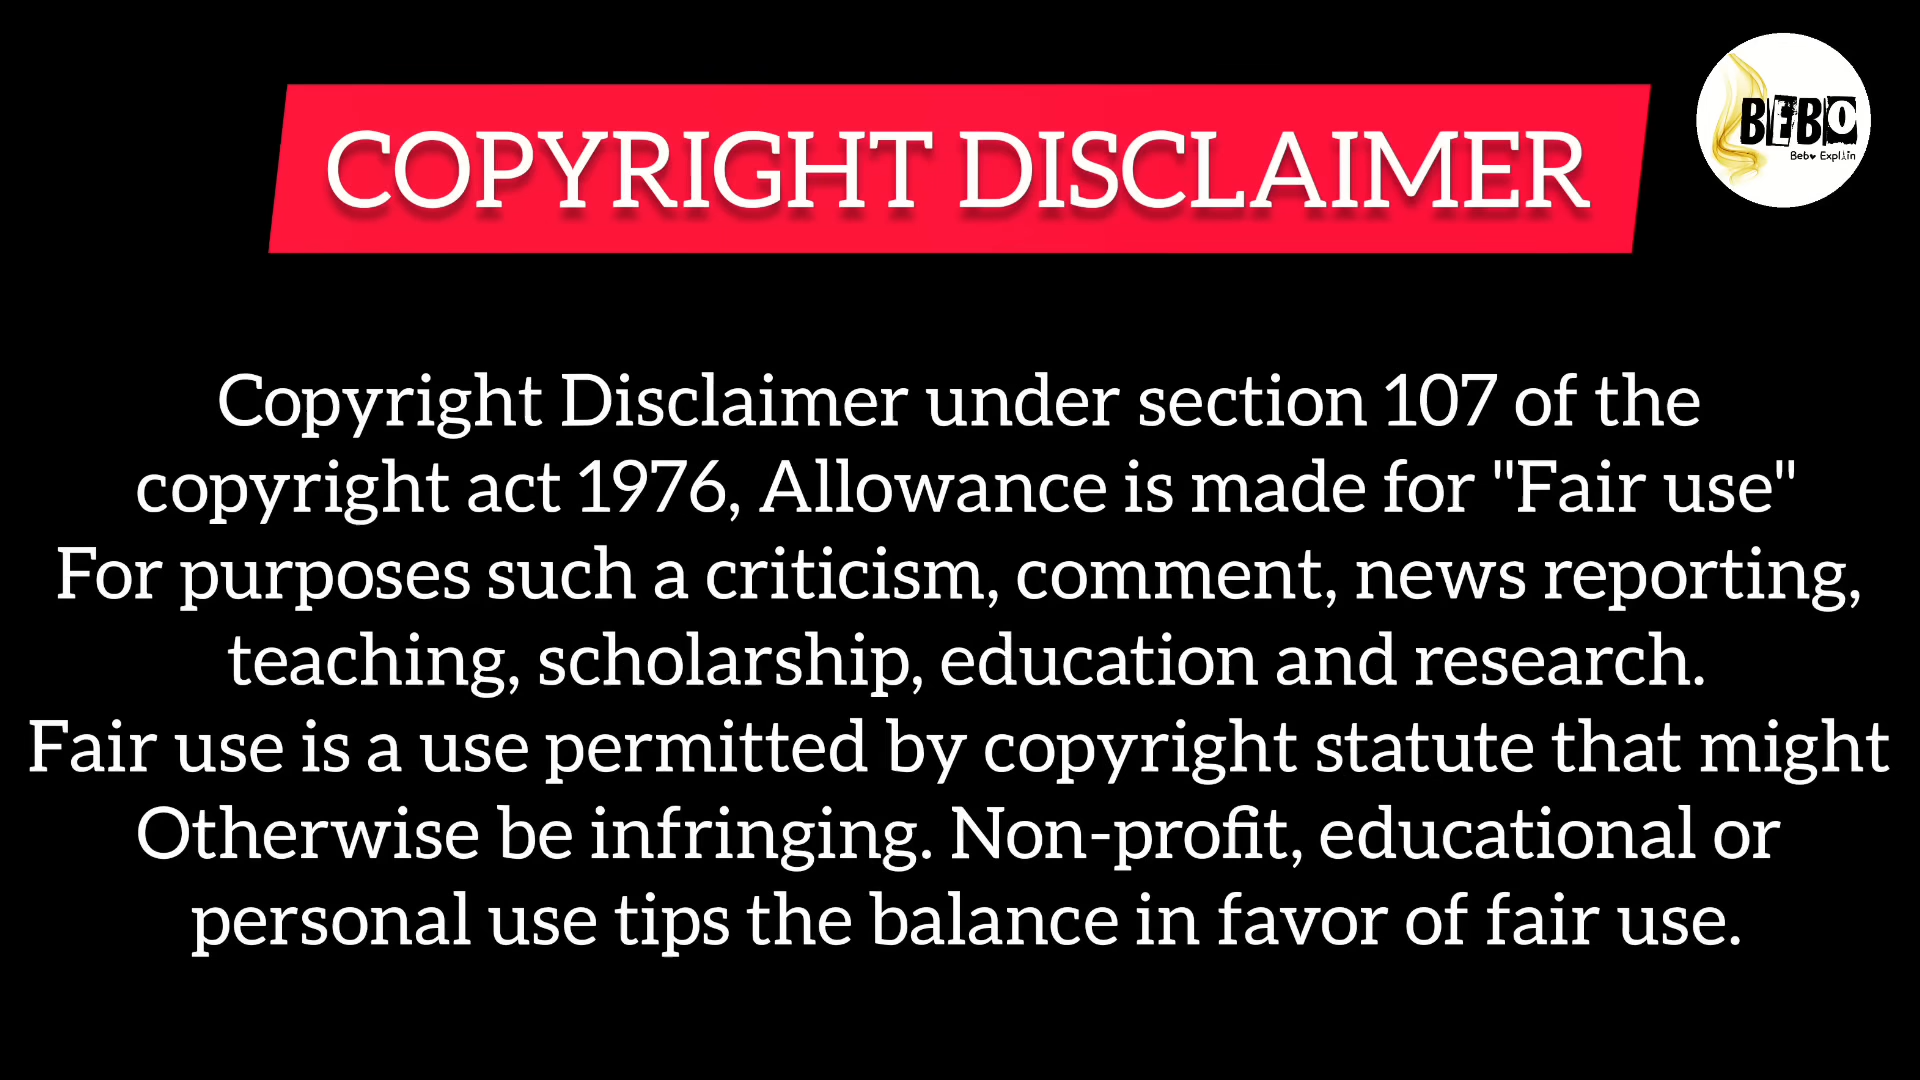 COPYRIGHT DISCLAIMER
BEBO
Bebo Explain
Copyright Disclaimer under section 107 of the
copyright act 1976, Allowance is made for "Fair use"
For purposes such a criticism, comment, news reporting,
teaching, scholarship, education and research.
Fair use is a use permitted by copyright statute that might
Otherwise be infringing. Non-profit, educational or
personal use tips the balance in favor of fair use.